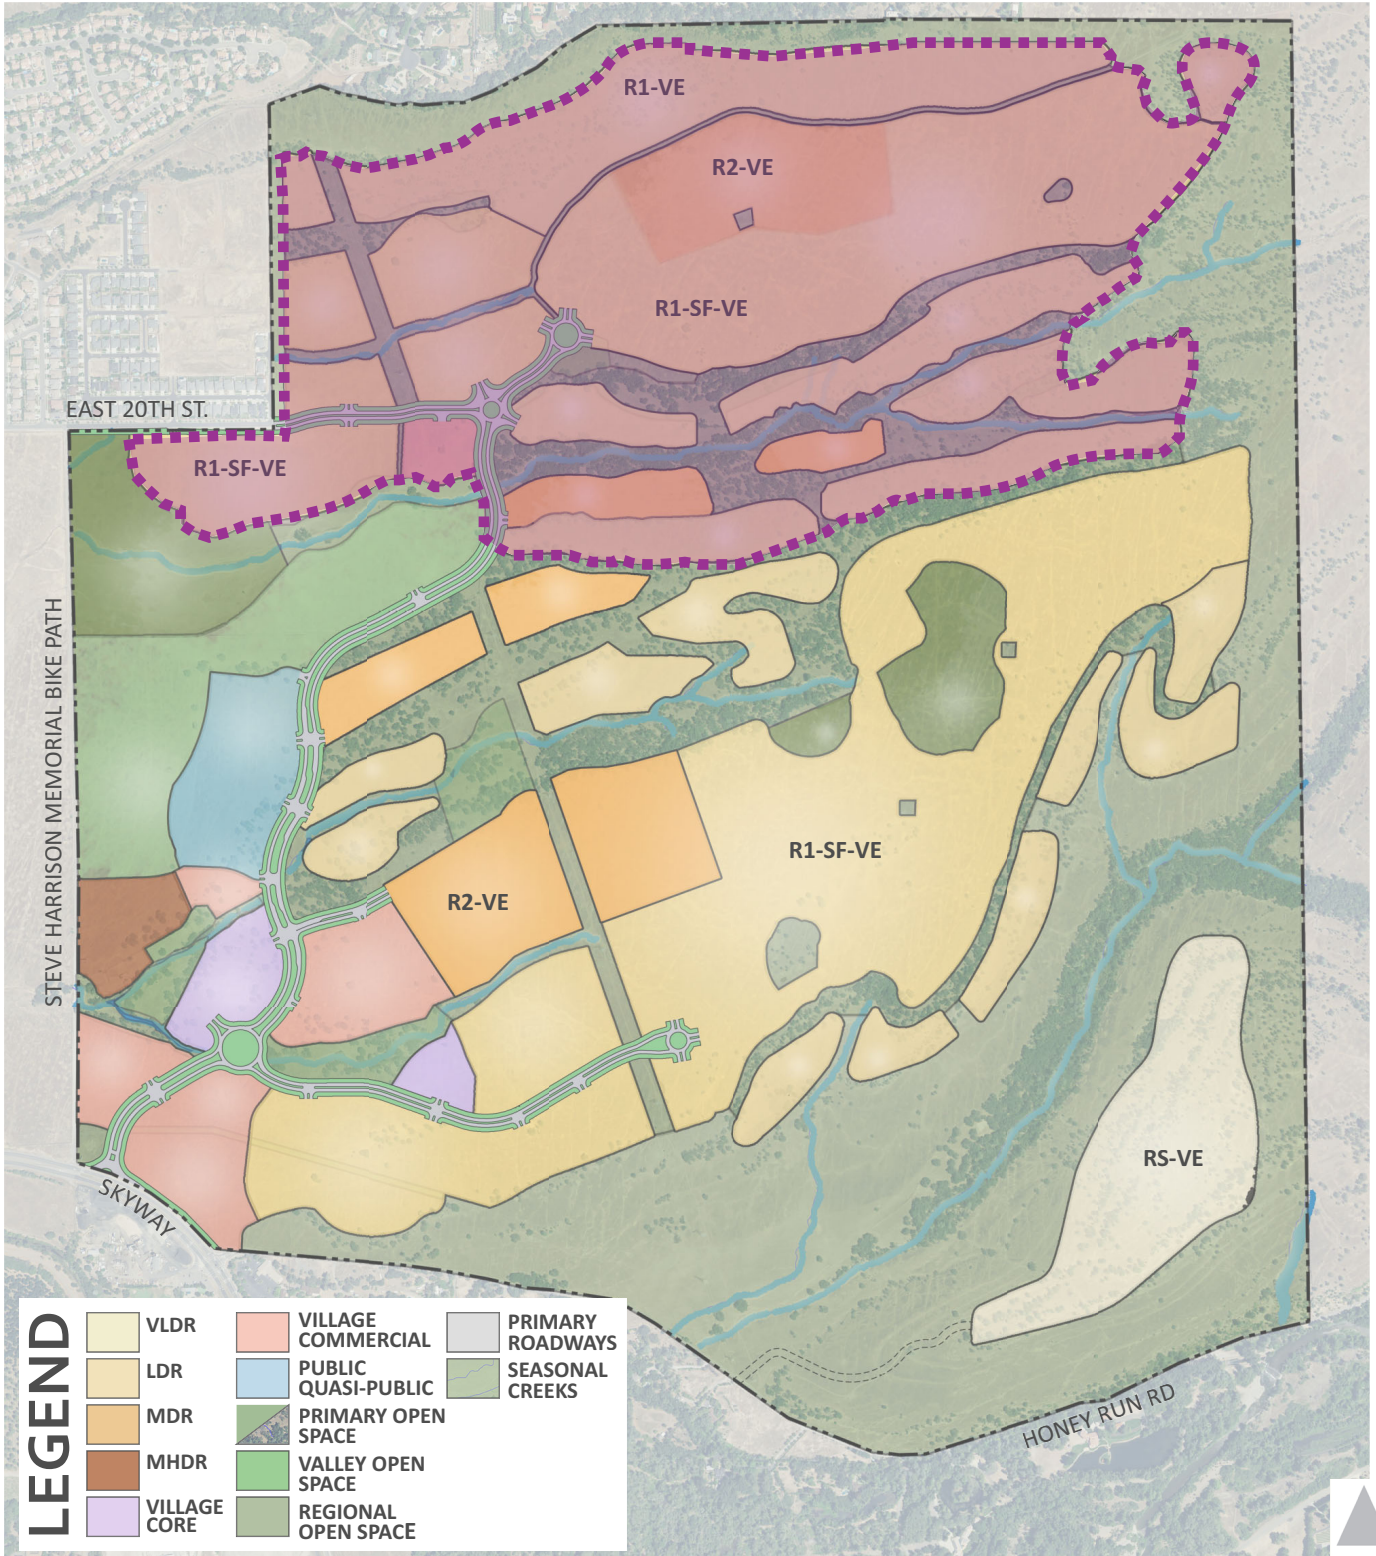 R1-VE
R2-VE
R1-SF-VE
EAST 20TH ST.
R1-SF-VE
STEVE HARRISON MEMORIAL BIKE PATH
R1-SF-VE
R2-VE
RS-VE
SKYWAY
HONEY RUN RD
LEGEND
VLDR
LDR
MDR
MHDR
VILLAGE
CORE
VILLAGE
COMMERCIAL
PUBLIC
QUASI-PUBLIC
PRIMARY OPEN
SPACE
VALLEY OPEN
SPACE
REGIONAL
OPEN SPACE
PRIMARY
ROADWAYS
SEASONAL
CREEKS